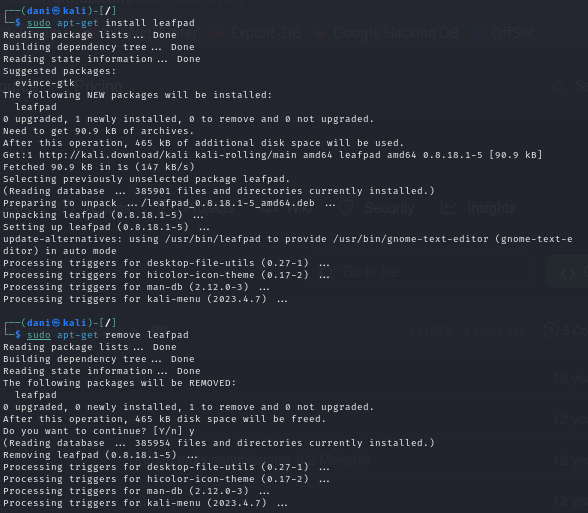 Exploit-DB Google Hacking DB OffSec
┌──(dani㉿kali)-[/]
└─$ sudo apt-get install leafpad
Reading package lists... Done
Building dependency tree... Done
Reading state information... Done
Suggested packages:
  evince-gtk
The following NEW packages will be installed:
  leafpad
0 upgraded, 1 newly installed, 0 to remove and 0 not upgraded.
Need to get 90.9 kB of archives.
After this operation, 465 kB of additional disk space will be used.
Get:1 http://kali.download/kali kali-rolling/main amd64 leafpad amd64 0.8.18.1-5 [90.9 kB]
Fetched 90.9 kB in 1s (147 kB/s)
Selecting previously unselected package leafpad.
(Reading database ... 385901 files and directories currently installed.)
Preparing to unpack .../leafpad_0.8.18.1-5_amd64.deb ...
Unpacking leafpad (0.8.18.1-5) ...
Security Insights
Setting up leafpad (0.8.18.1-5) ...
update-alternatives: using /usr/bin/leafpad to provide /usr/bin/gnome-text-editor (gnome-text-e
ditor) in auto mode
Processing triggers for desktop-file-utils (0.27-1) ...
Go to file
Processing triggers for hicolor-icon-theme (0.17-2) ...
Processing triggers for man-db (2.12.0-3) ...
Processing triggers for kali-menu (2023.4.7) ...
┌──(dani㉿kali)-[/]
└─$ sudo apt-get remove leafpad
Reading package lists... Done
Building dependency tree... Done
Reading state information... Done
The following packages will be REMOVED:
  leafpad
0 upgraded, 0 newly installed, 1 to remove and 0 not upgraded.
After this operation, 465 kB disk space will be freed.
Do you want to continue? [Y/n] y
(Reading database ... 385954 files and directories currently installed.)
Removing leafpad (0.8.18.1-5) ...
Processing triggers for desktop-file-utils (0.27-1) ...
Processing triggers for hicolor-icon-theme (0.17-2) ...
Processing triggers for man-db (2.12.0-3) ...
Processing triggers for kali-menu (2023.4.7) ...